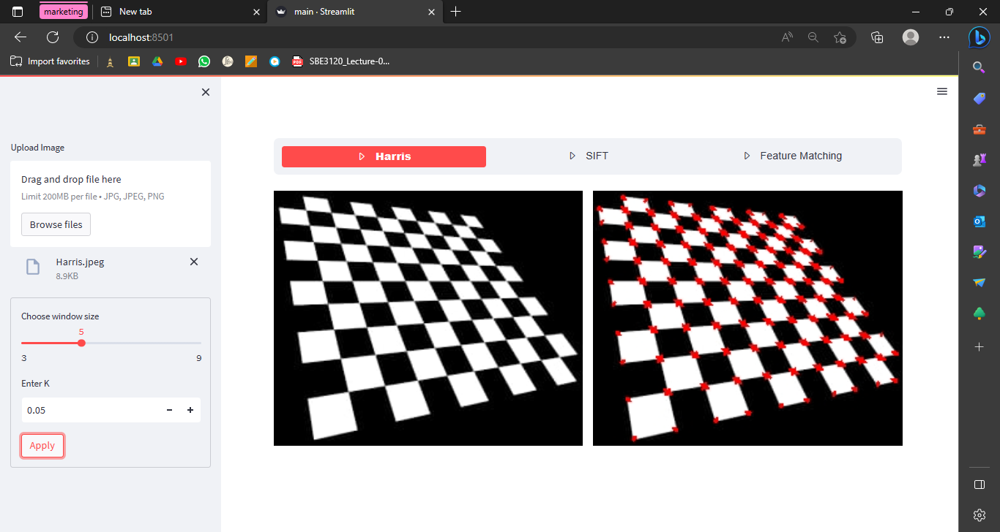 marketing
New tab
main · Streamlit
localhost:8501
A
Import favorites
PDF
SBE3120_Lecture-0...
Upload Image
Drag and drop file here
Limit 200MB per file • JPG, JPEG, PNG
Browse files
Harris.jpeg
8.9KB
Choose window size
5
3 9
Enter K
0.05
Apply
Harris SIFT Feature Matching